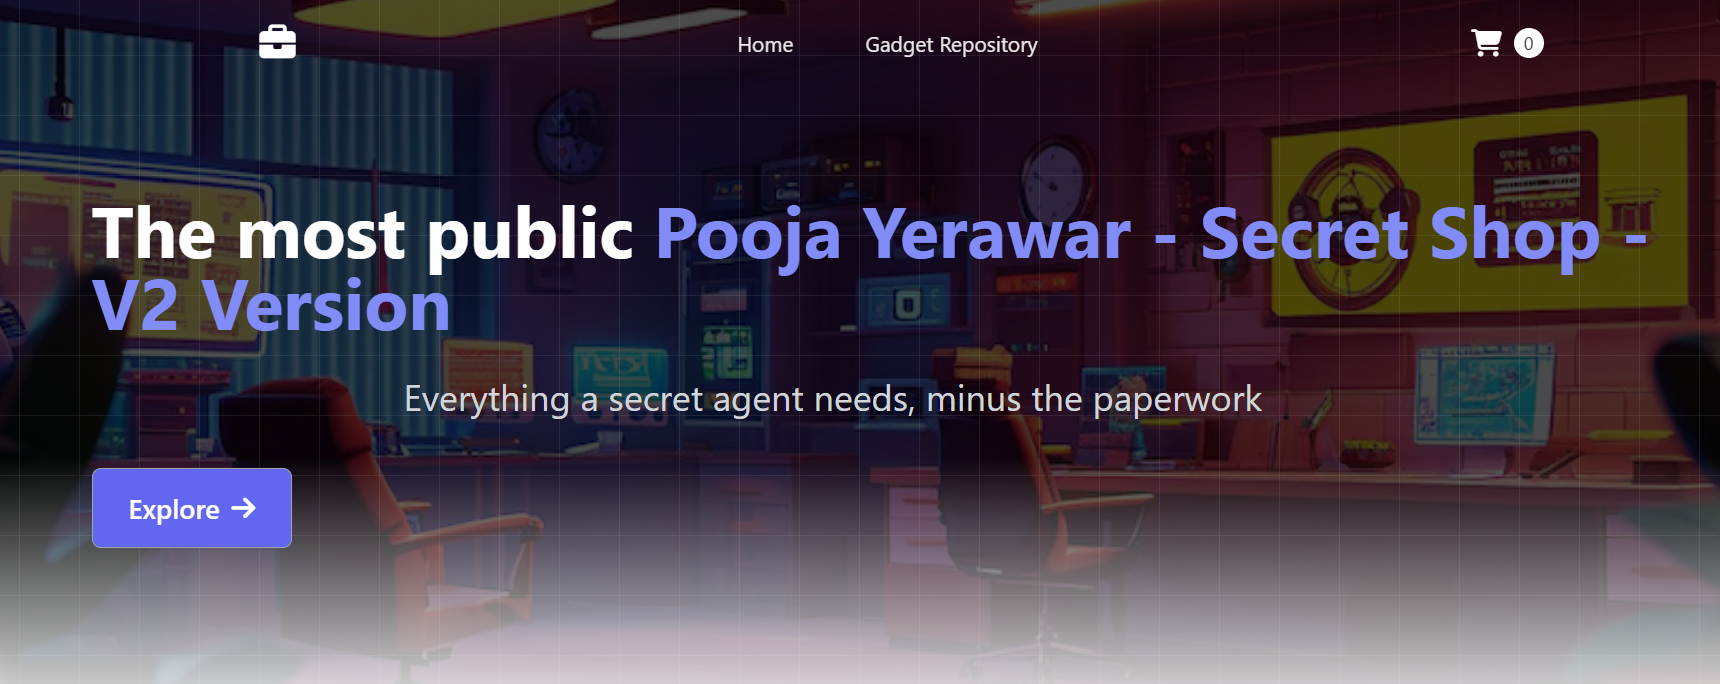 Home
Gadget Repository
0
The most public Pooja Yerawar - Secret Shop -
V2 Version
Everything a secret agent needs, minus the paperwork
Explore